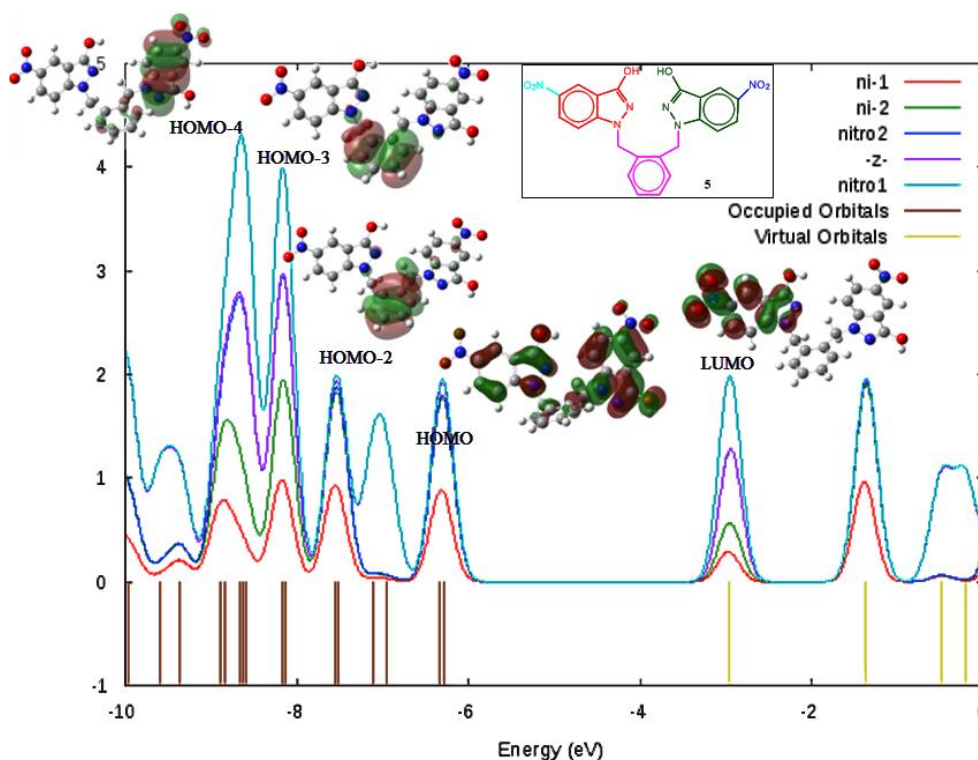 5
4
3
2
1
0
-1
-10
-8
-6
-4
-2
Energy (eV)
HOMO-4
HOMO-3
HOMO-2
HOMO
LUMO
OH
HO
O₂N
NO₂
N
N
N
N
5
ni-1
ni-2
nitro2
-z-
nitro1
Occupied Orbitals
Virtual Orbitals